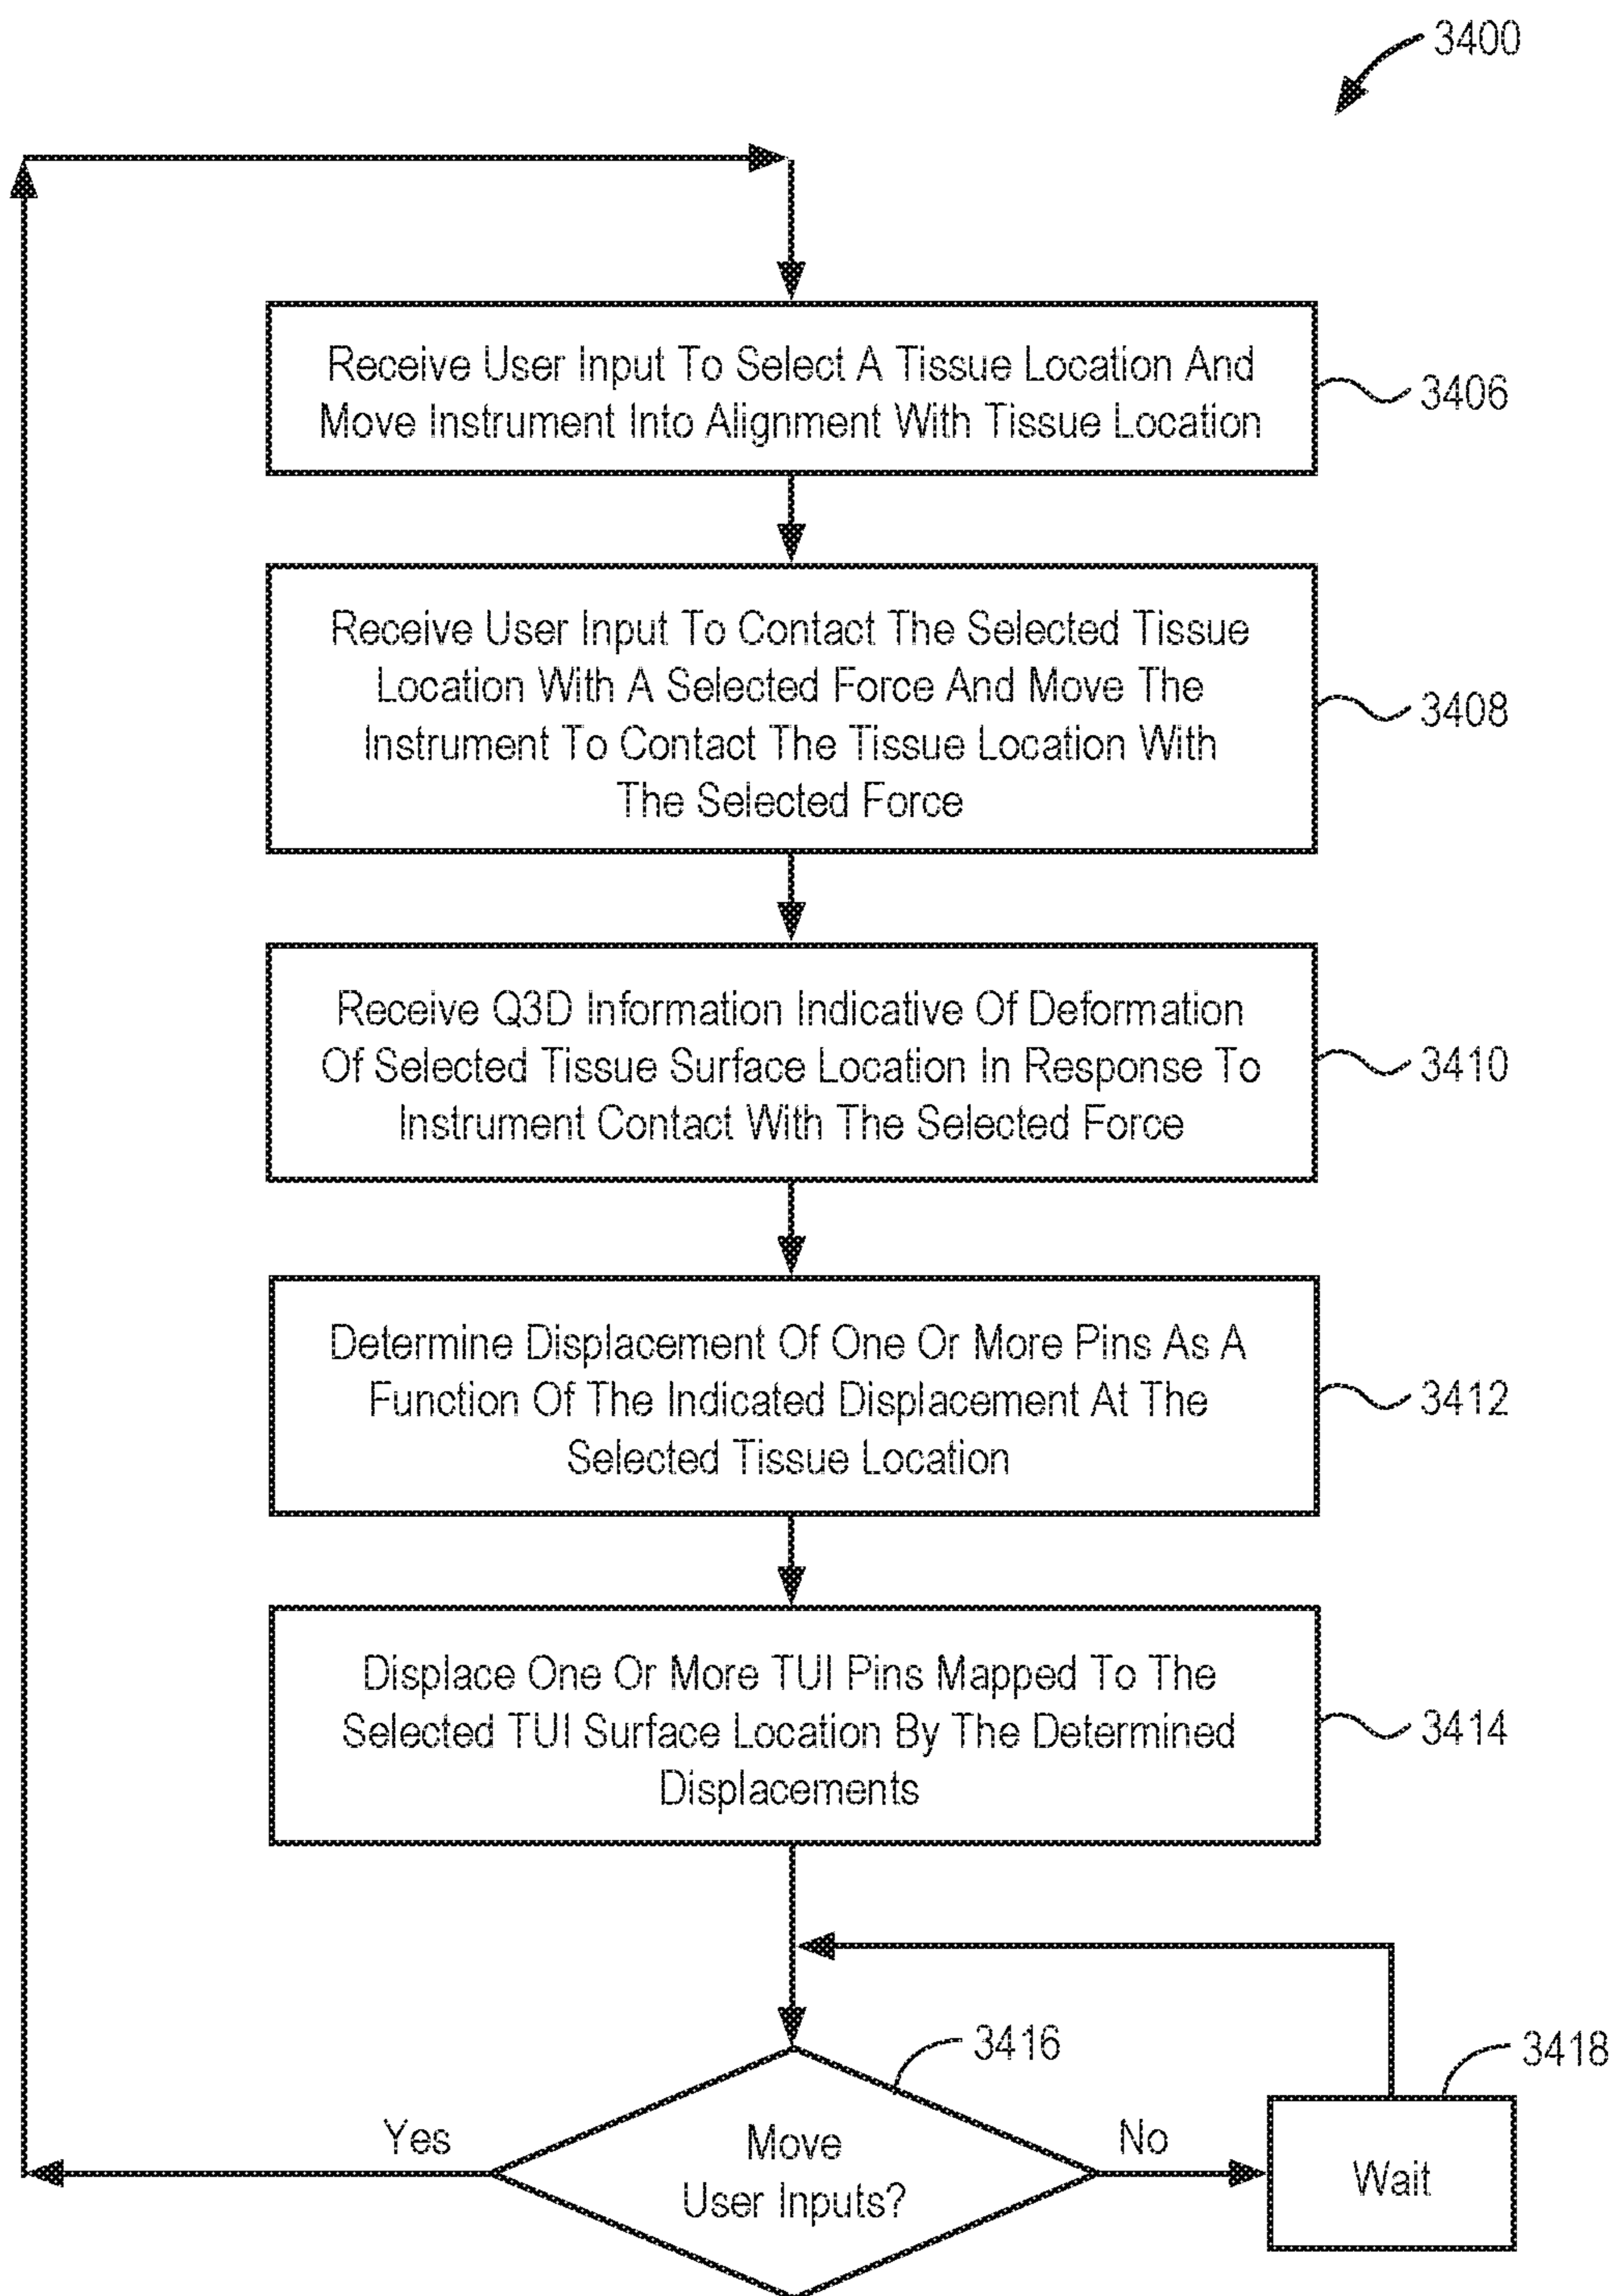 3400
Receive User Input To Select A Tissue Location And
Move Instrument Into Alignment With Tissue Location
3406
Receive User Input To Contact The Selected Tissue
Location With A Selected Force And Move The
Instrument To Contact The Tissue Location With
The Selected Force
3408
Receive Q3D Information Indicative Of Deformation
Of Selected Tissue Surface Location In Response To
Instrument Contact With The Selected Force
3410
Determine Displacement Of One Or More Pins As A
Function Of The Indicated Displacement At The
Selected Tissue Location
3412
Displace One Or More TUI Pins Mapped To The
Selected TUI Surface Location By The Determined
Displacements
3414
3416
3418
Yes
Move
User Inputs?
No
Wait